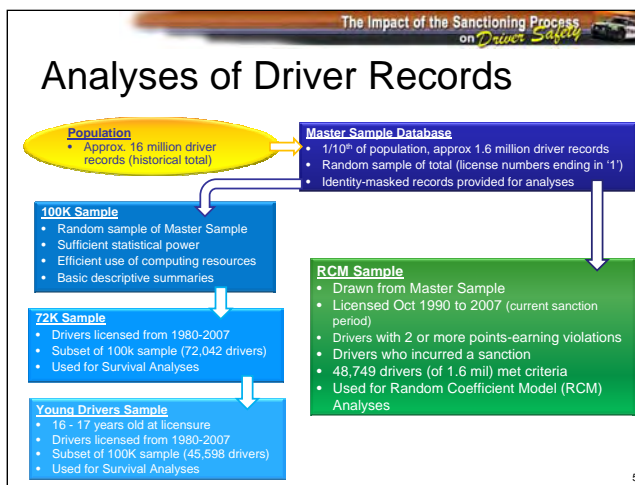 The Impact of the Sanctioning Process
on Driver Safety
Analyses of Driver Records
Population
• Approx. 16 million driver
records (historical total)
Master Sample Database
• 1/10th of population, approx 1.6 million driver records
• Random sample of total (license numbers ending in ‘1’)
• Identity-masked records provided for analyses
100K Sample
• Random sample of Master Sample
• Sufficient statistical power
• Efficient use of computing resources
• Basic descriptive summaries
72K Sample
• Drivers licensed from 1980-2007
• Subset of 100k sample (72,042 drivers)
• Used for Survival Analyses
Young Drivers Sample
• 16 - 17 years old at licensure
• Drivers licensed from 1980-2007
• Subset of 100K sample (45,598 drivers)
• Used for Survival Analyses
RCM Sample
• Drawn from Master Sample
• Licensed Oct 1990 to 2007 (current sanction
period)
• Drivers with 2 or more points-earning violations
• Drivers who incurred a sanction
• 48,749 drivers (of 1.6 mil) met criteria
• Used for Random Coefficient Model (RCM)
Analyses
5